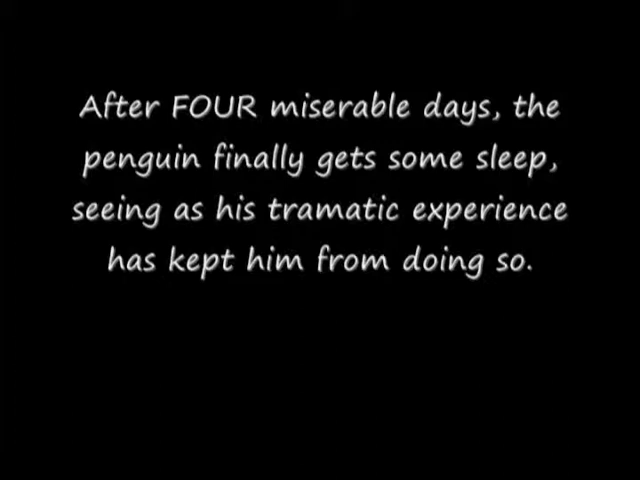 After FOUR miserable days, the
penguin finally gets some sleep,
seeing as his tramatic experience
has kept him from doing so.